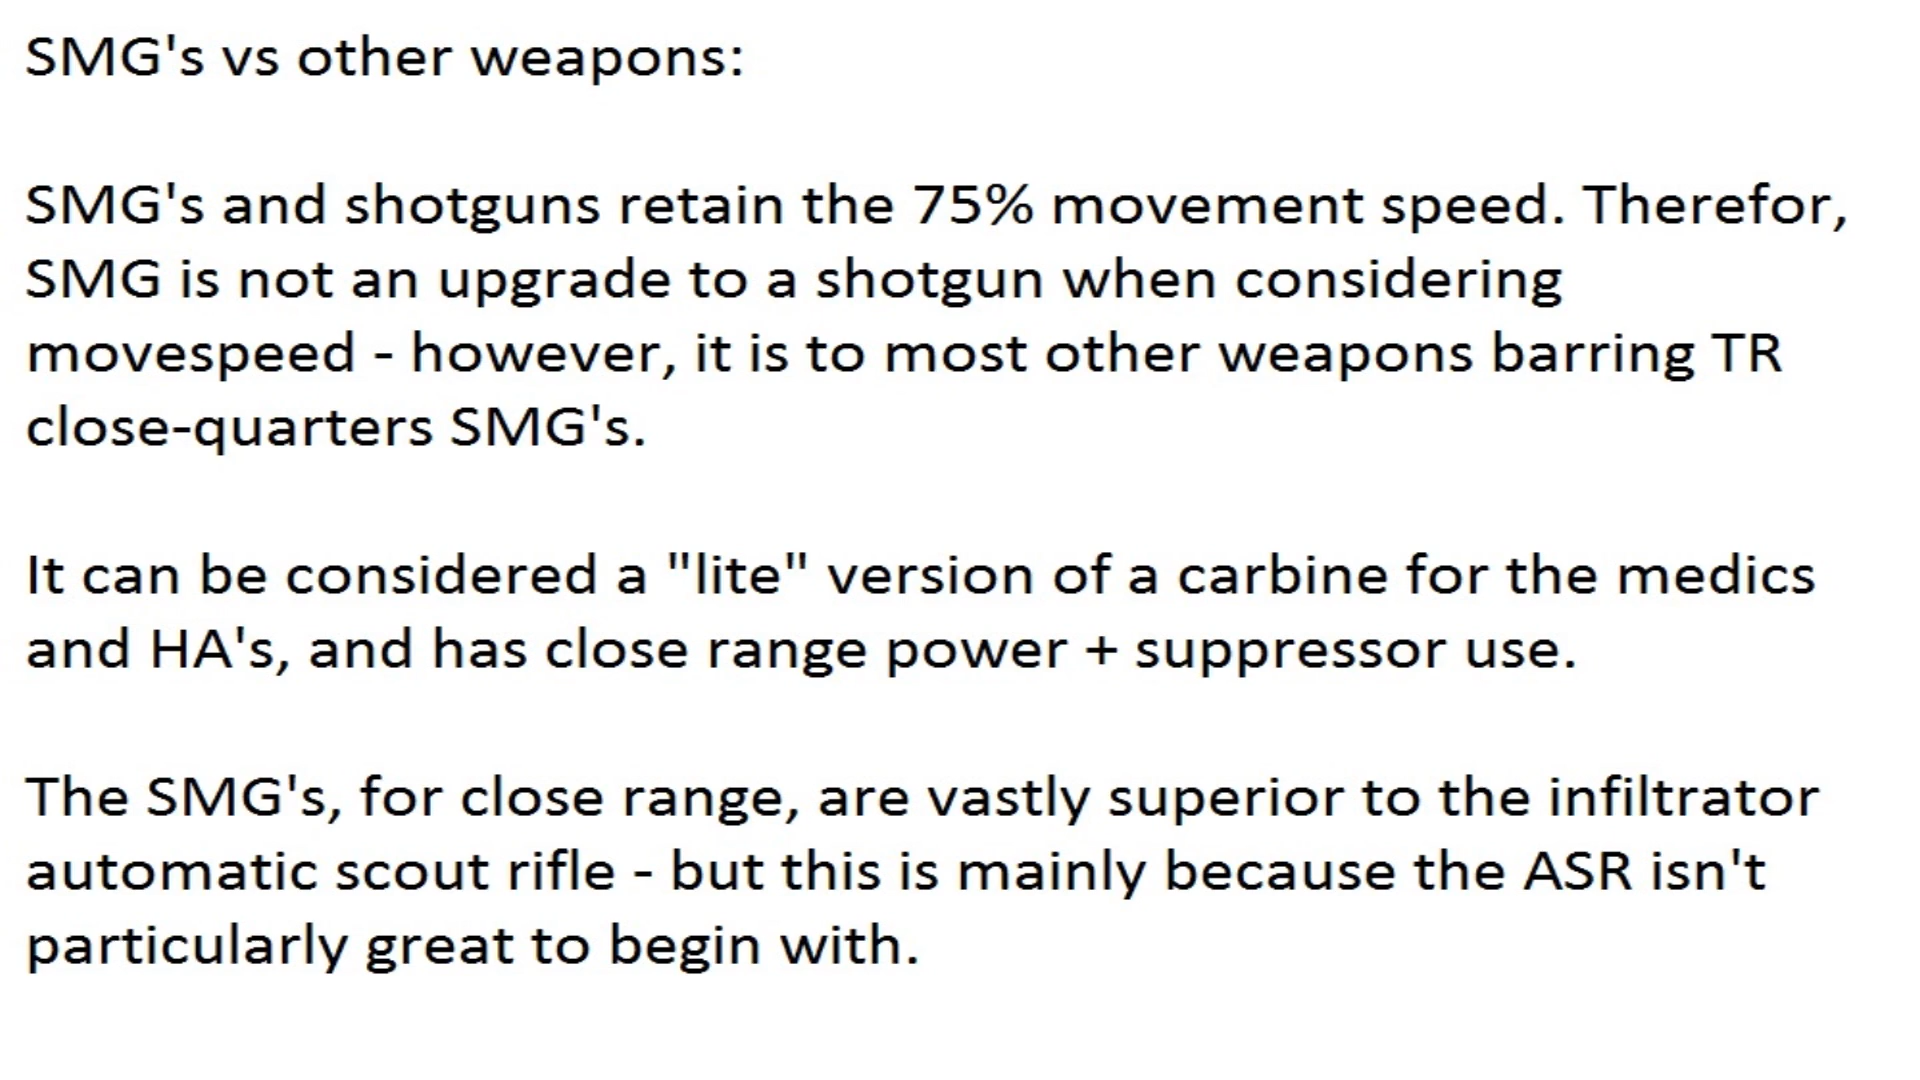 SMG's vs other weapons:
SMG's and shotguns retain the 75% movement speed. Therefor,
SMG is not an upgrade to a shotgun when considering
movespeed - however, it is to most other weapons barring TR
close-quarters SMG's.
It can be considered a "lite" version of a carbine for the medics
and HA's, and has close range power + suppressor use.
The SMG's, for close range, are vastly superior to the infiltrator
automatic scout rifle - but this is mainly because the ASR isn't
particularly great to begin with.